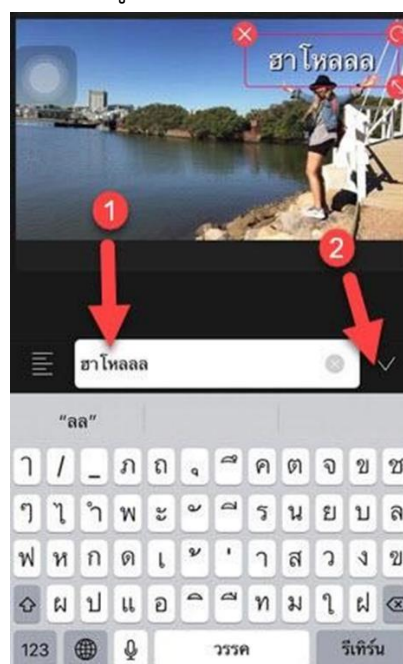 ฮาโหลลล
1
2
ฮาโหลลล
"ลล"
ๅ / _ ภ ถ ุ ึ ค ต จ ข ช
ๆ ไ ำ พ ะ ั ี ร น ย บ ล
ฟ ห ก ด เ ้ ่ า ส ว ง ข
ผ ป แ อ ิ ื ท ม ใ ฝ
123 วรรค รีเทิร์น